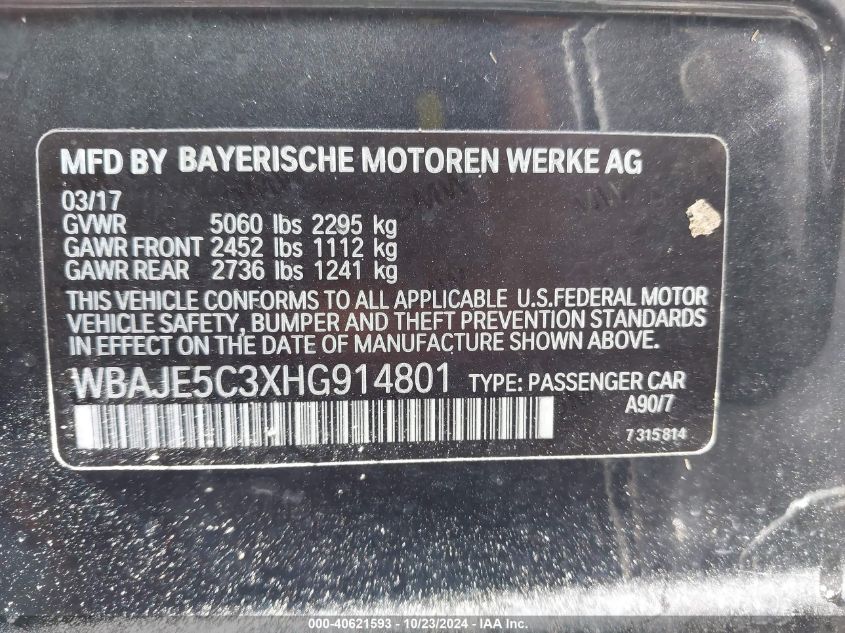 MFD BY BAYERISCHE MOTOREN WERKE AG
03/17
GVWR 5060 lbs 2295 kg
GAWR FRONT 2452 lbs 1112 kg
GAWR REAR 2736 lbs 1241 kg
THIS VEHICLE CONFORMS TO ALL APPLICABLE U.S.FEDERAL MOTOR
VEHICLE SAFETY, BUMPER AND THEFT PREVENTION STANDARDS
IN EFFECT ON THE DATE OF MANUFACTURE SHOWN ABOVE.
WBAJE5C3XHG914801 TYPE: PASSENGER CAR
A90/7
7315814
000-40621593 - 10/23/2024 - IAA Inc.